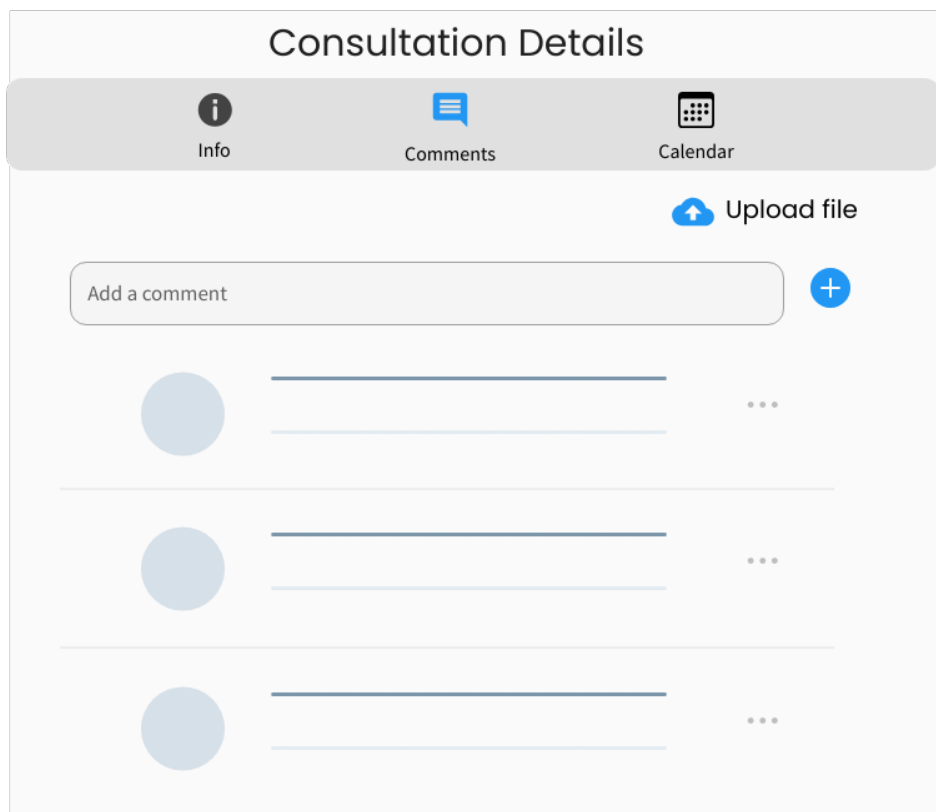 Consultation Details
Info
Comments
Calendar
Upload file
Add a comment